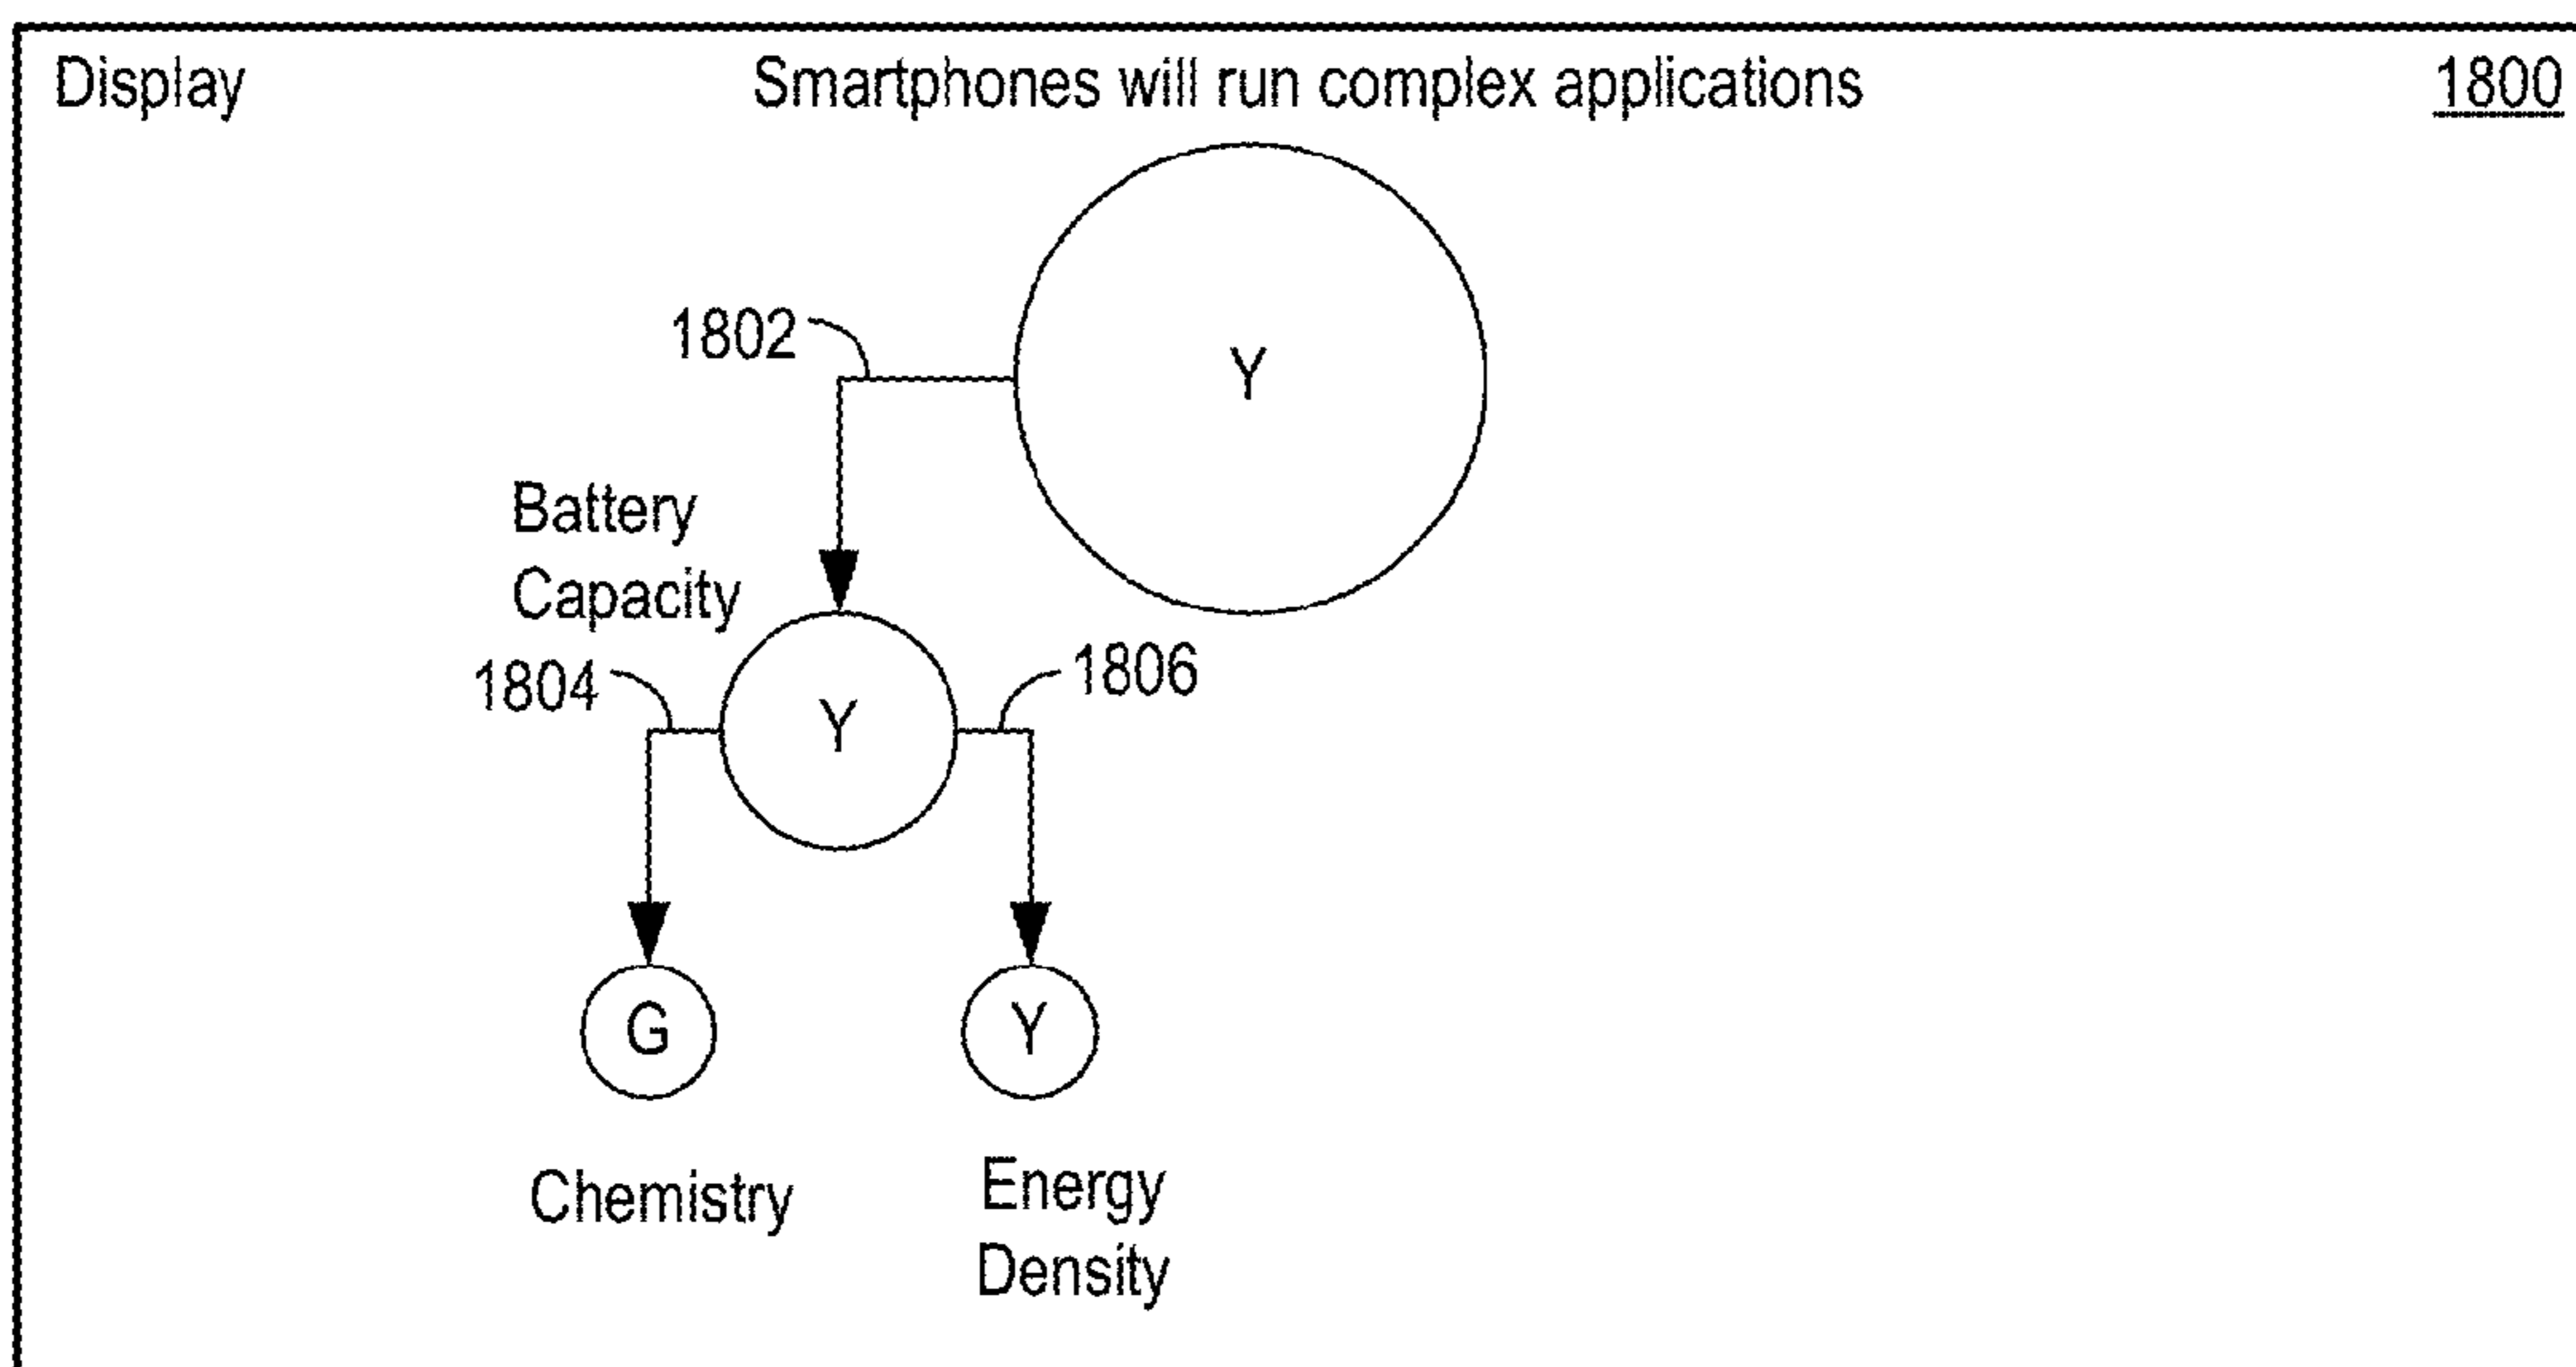 Display
Smartphones will run complex applications
1800
1802
Y
Battery
Capacity
1804
Y
1806
G
Y
Chemistry
Energy
Density